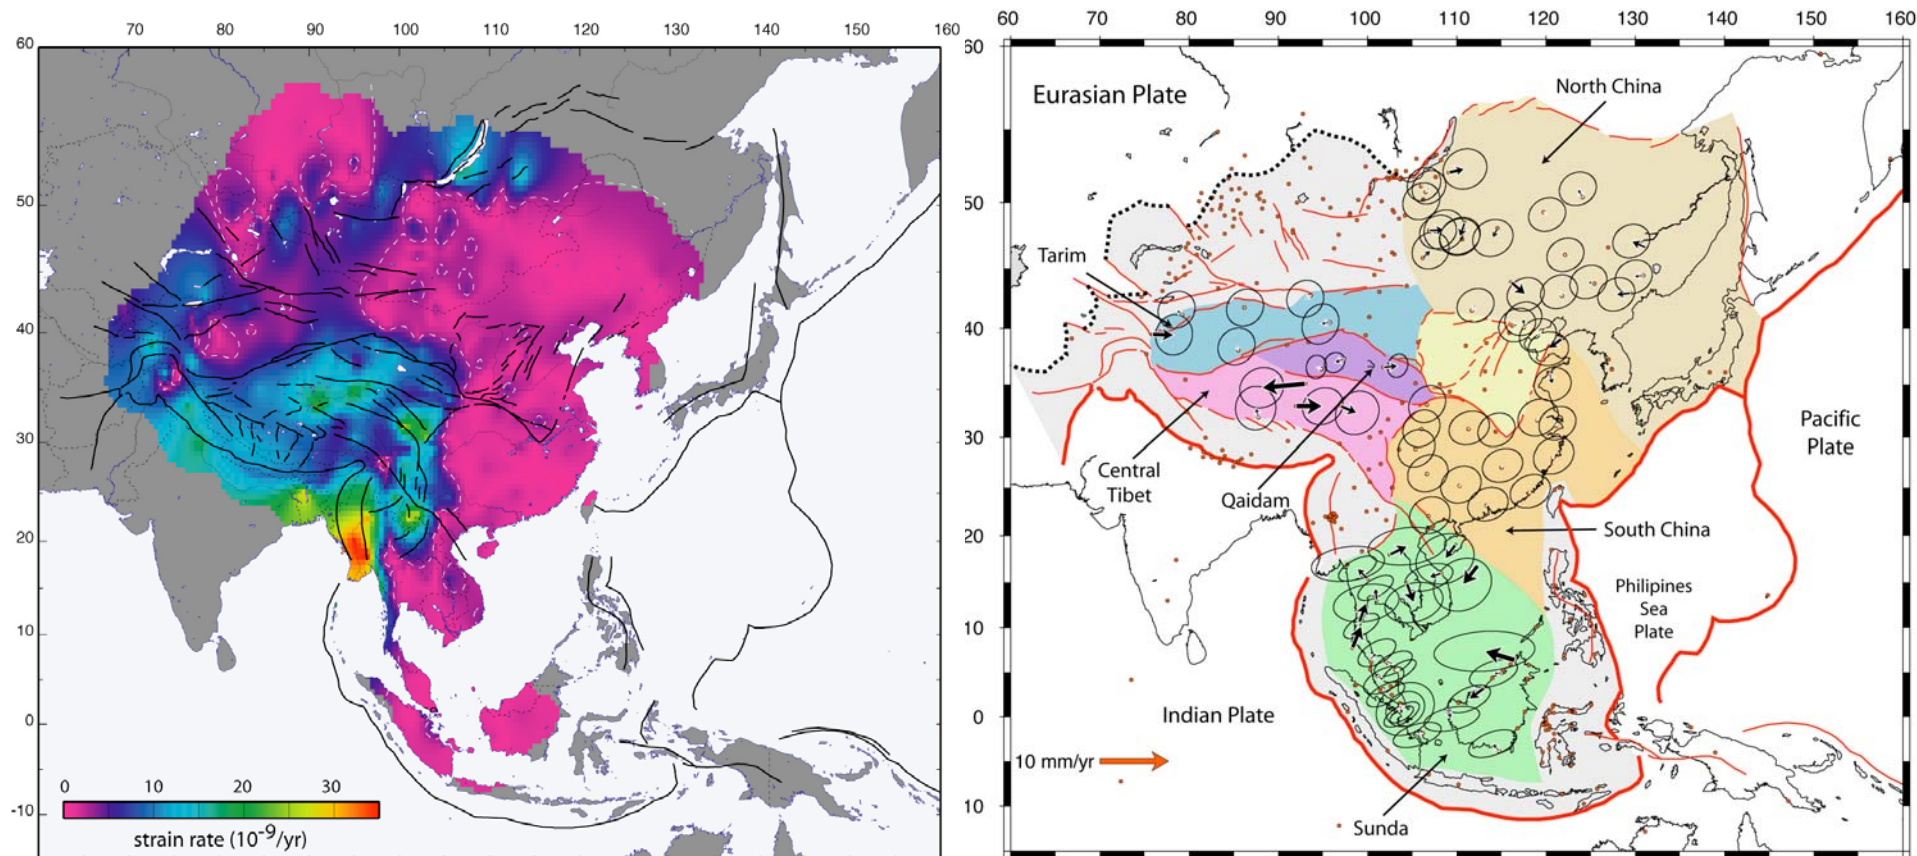 70 80 90 100 110 120 130 140 150 160
60
50
40
30
20
10
0
-10
0 10 20 30
strain rate (10⁻⁹/yr)
60 70 80 90 100 110 120 130 140 150 160
60
50
40
30
20
10
0
10
Eurasian Plate
North China
Tarim
Central
Tibet
Qaidam
South China
Pacific
Plate
Philipines
Sea
Plate
Indian Plate
10 mm/yr
Sunda